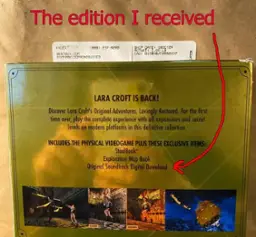 The edition I received
LARA CROFT IS BACK!
Discover Lara Croft's Original Adventures, Lovingly Restored. For the first
time ever, play the complete experience with all expansions and secret
levels on modern platforms in this definitive collection.
INCLUDES THE PHYSICAL VIDEOGAME PLUS THESE EXCLUSIVE ITEMS:
SteelBook®
Exploration Map Book
Original Soundtrack Digital Download